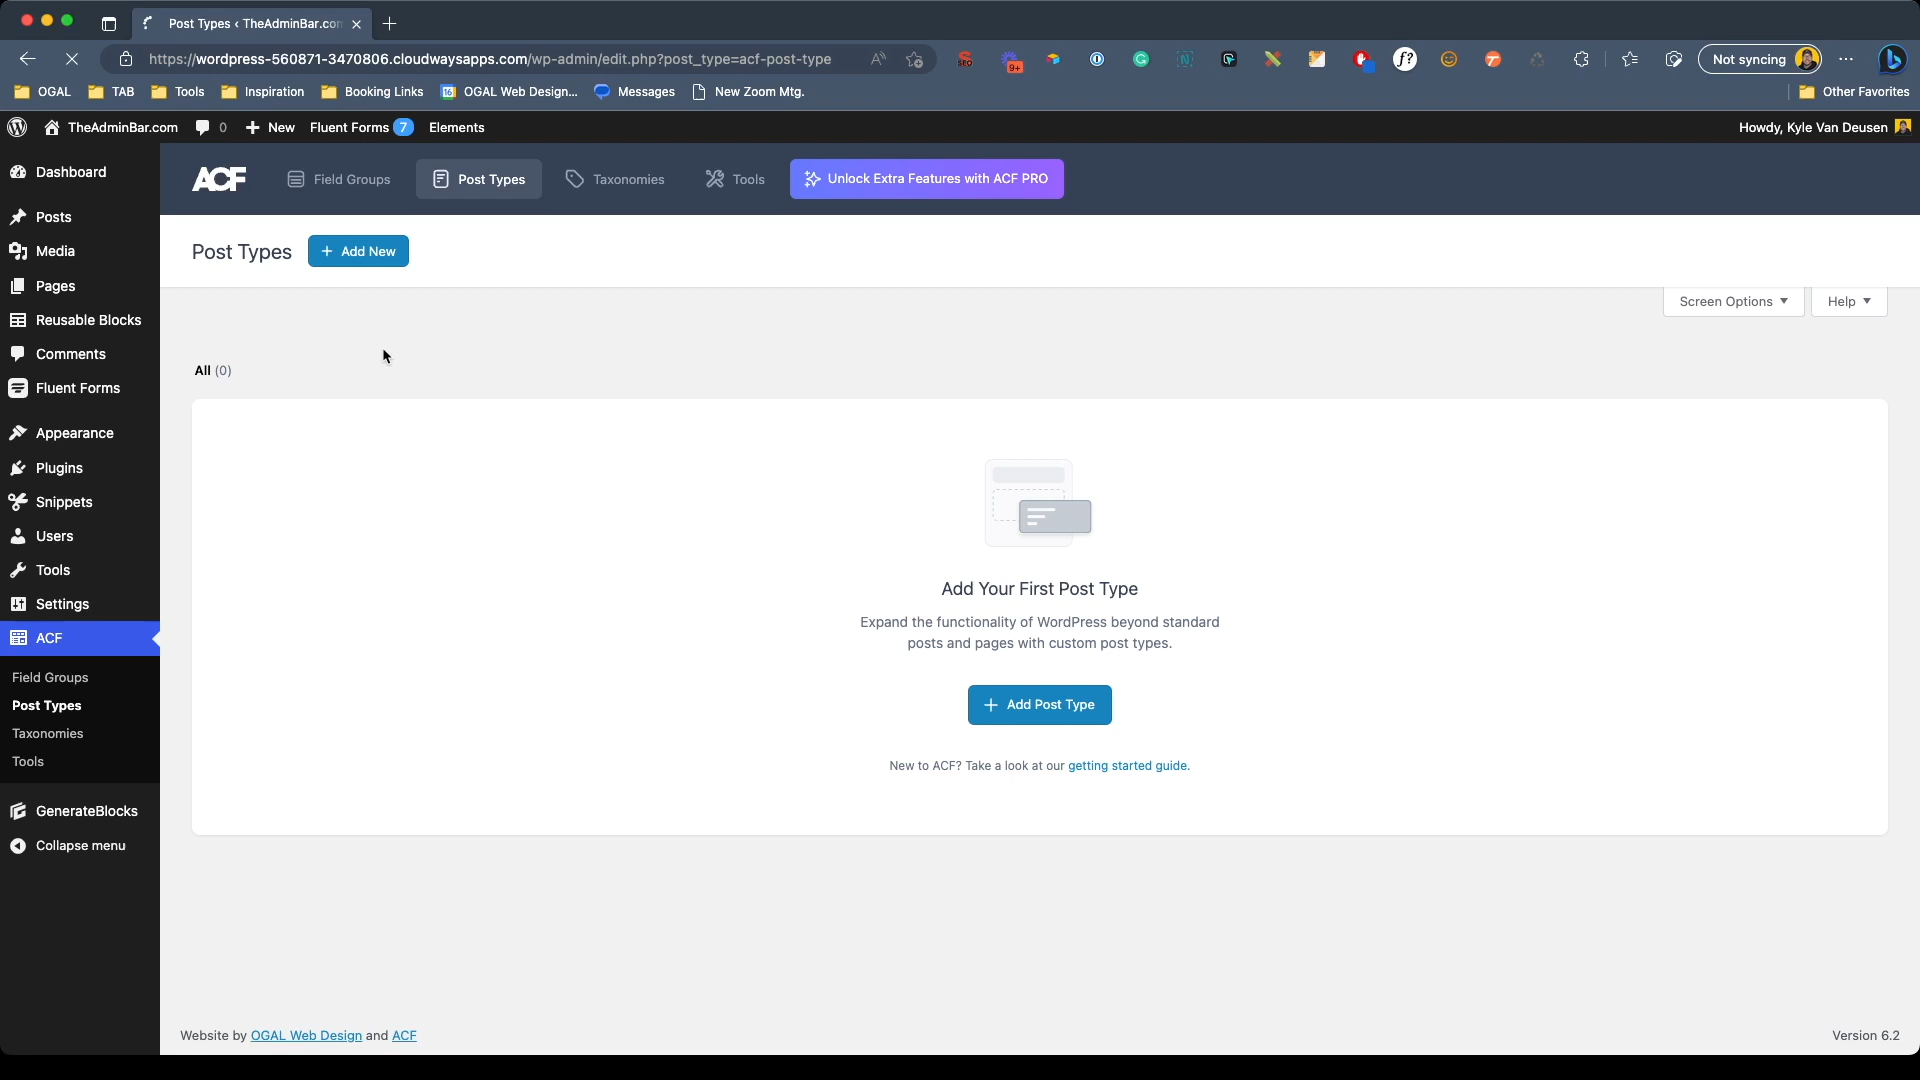 Post Types ‹ TheAdminBar.com
https://wordpress-560871-3470806.cloudwaysapps.com/wp-admin/edit.php?post_type=acf-post-type
SEO
9+
Not syncing
OGAL
TAB
Tools
Inspiration
Booking Links
16
OGAL Web Design...
Messages
New Zoom Mtg.
Other Favorites
TheAdminBar.com
0
New
Fluent Forms 7
Elements
Howdy, Kyle Van Deusen
Dashboard
Posts
Media
Pages
Reusable Blocks
Comments
Fluent Forms
Appearance
Plugins
Snippets
Users
Tools
Settings
ACF
Field Groups
Post Types
Taxonomies
Tools
GenerateBlocks
Collapse menu
ACF
Field Groups
Post Types
Taxonomies
Tools
Unlock Extra Features with ACF PRO
Post Types
+ Add New
Screen Options
Help
All (0)
Add Your First Post Type
Expand the functionality of WordPress beyond standard
posts and pages with custom post types.
+ Add Post Type
New to ACF? Take a look at our getting started guide.
Website by OGAL Web Design and ACF
Version 6.2